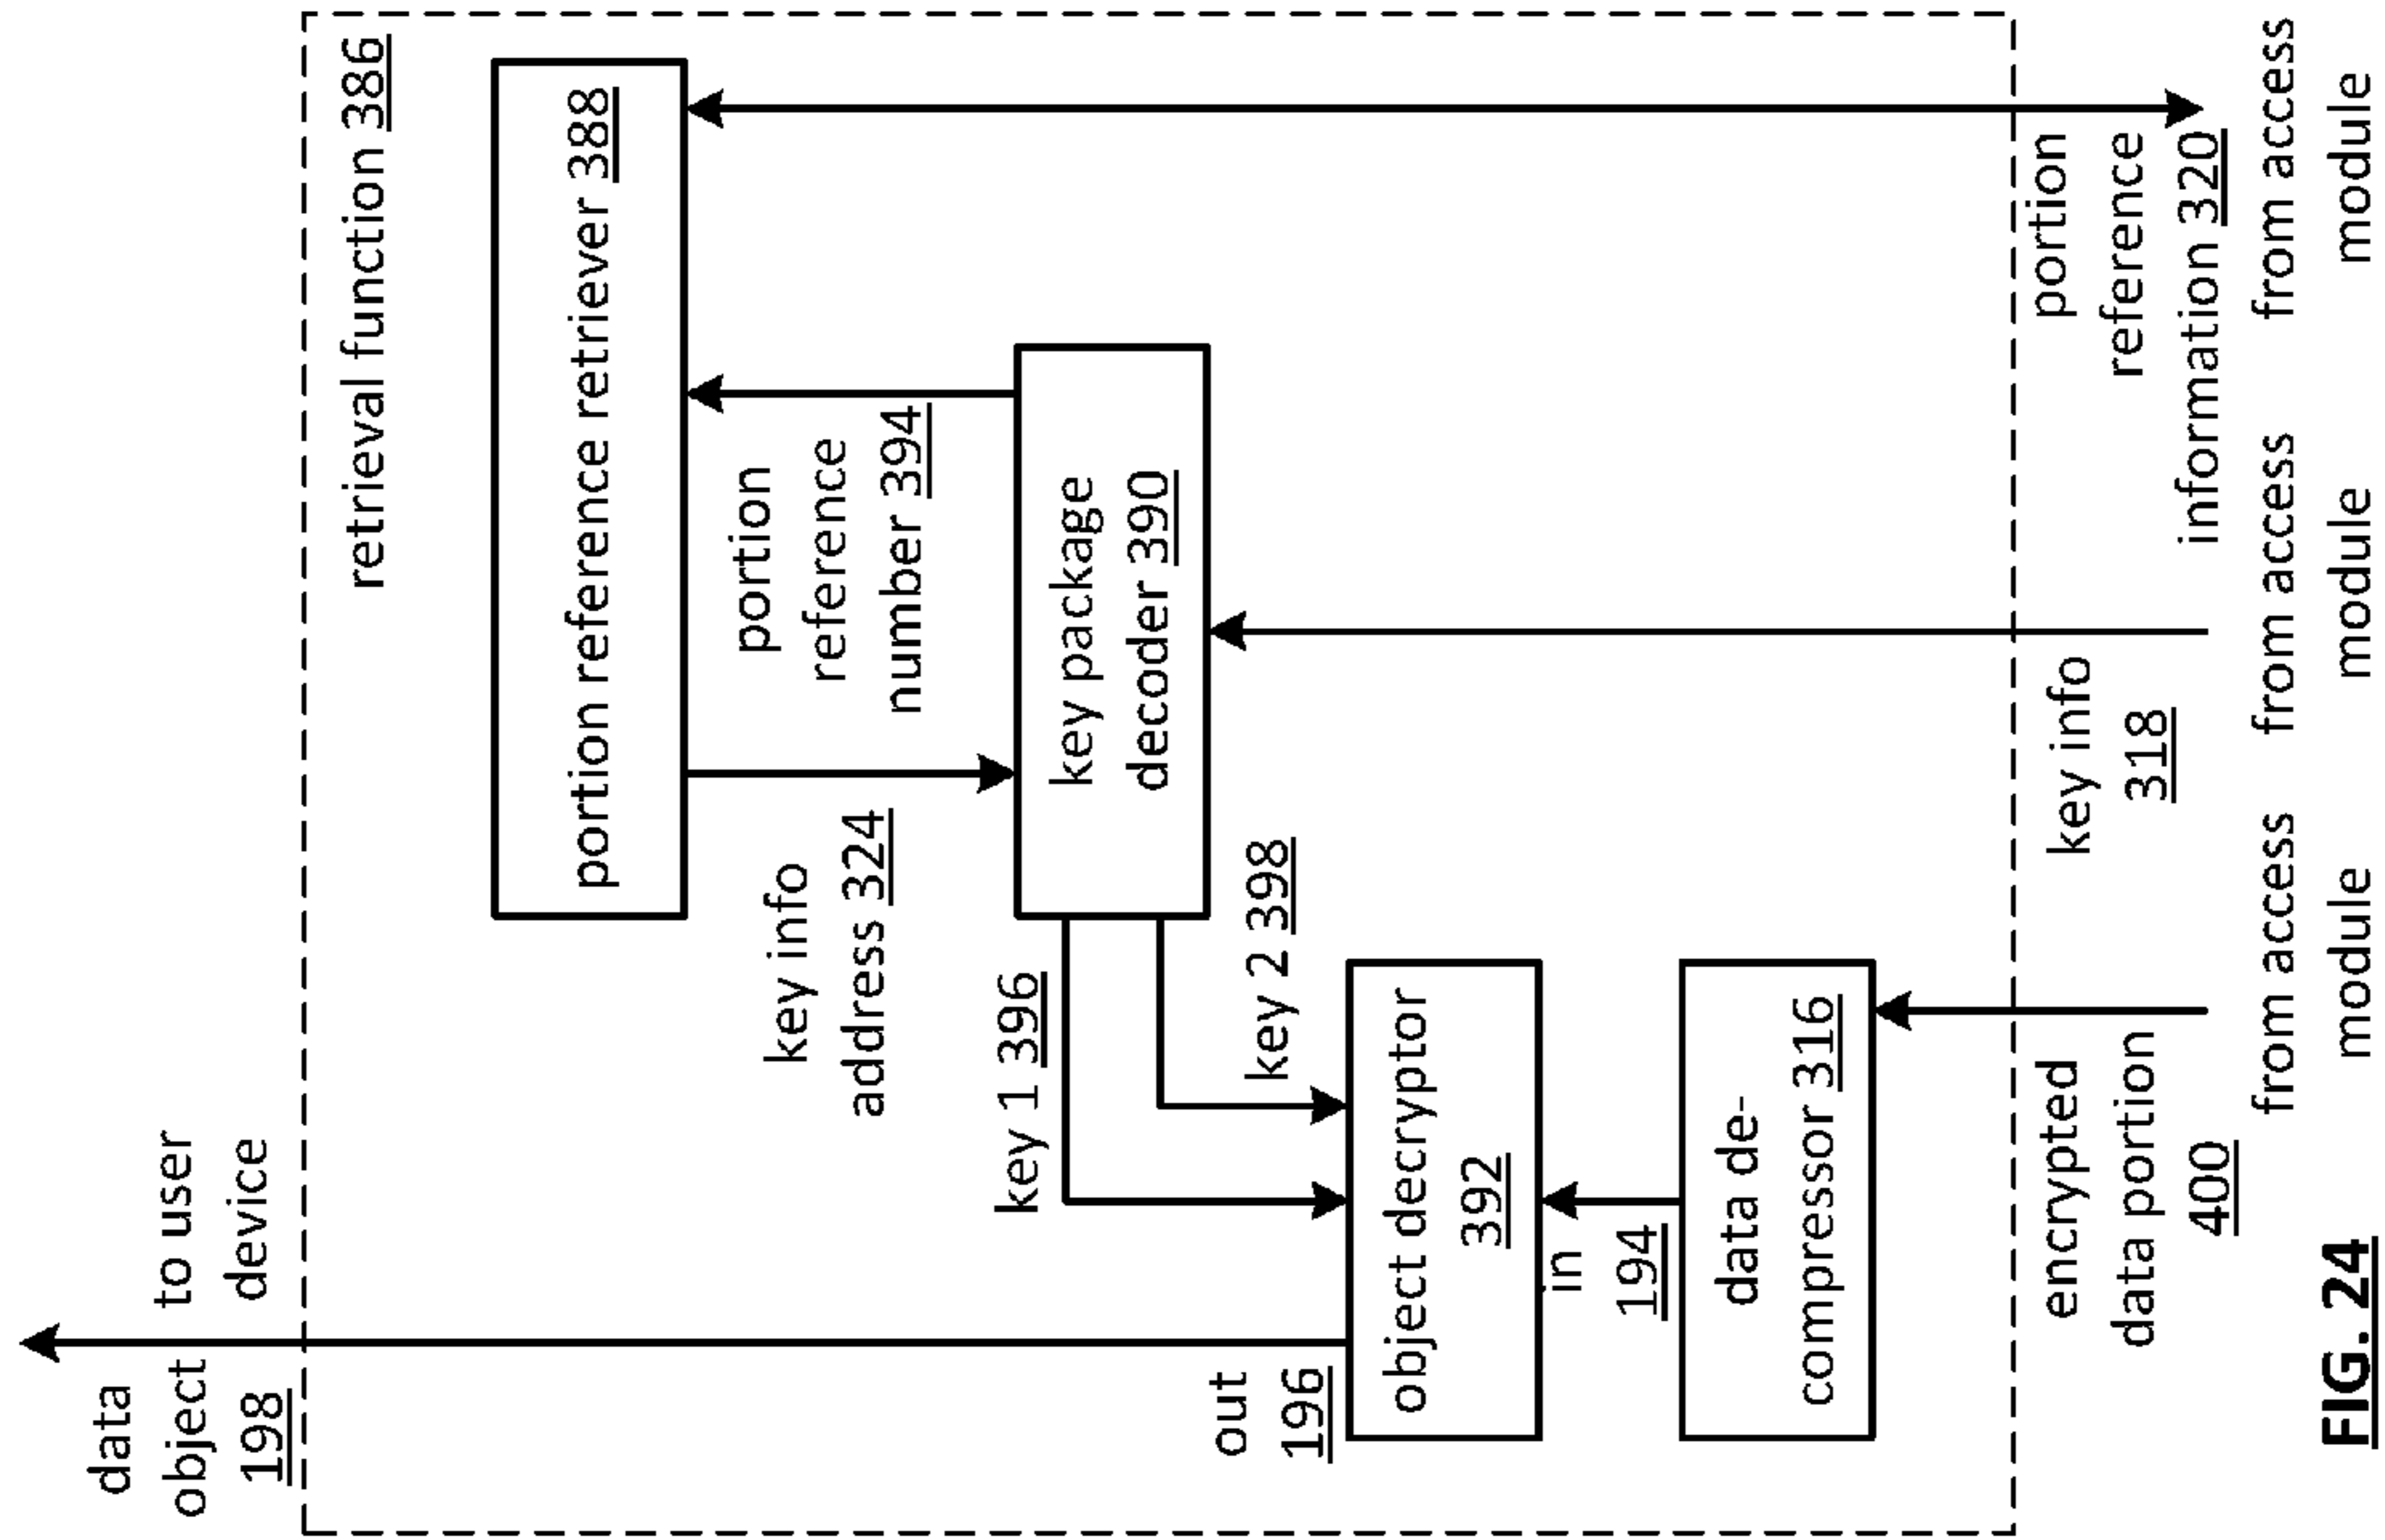 data
object
198
to user
device
retrieval function 386
portion reference retriever 388
key info
address 324
portion
reference
number 394
key 1 396
key package
decoder 390
out
196
key 2 398
object decryptor
392
in
194
data de-
compressor 316
encrypted
data portion
400
key info
318
portion
reference
information 320
from access
module
from access
module
from access
module
FIG. 24